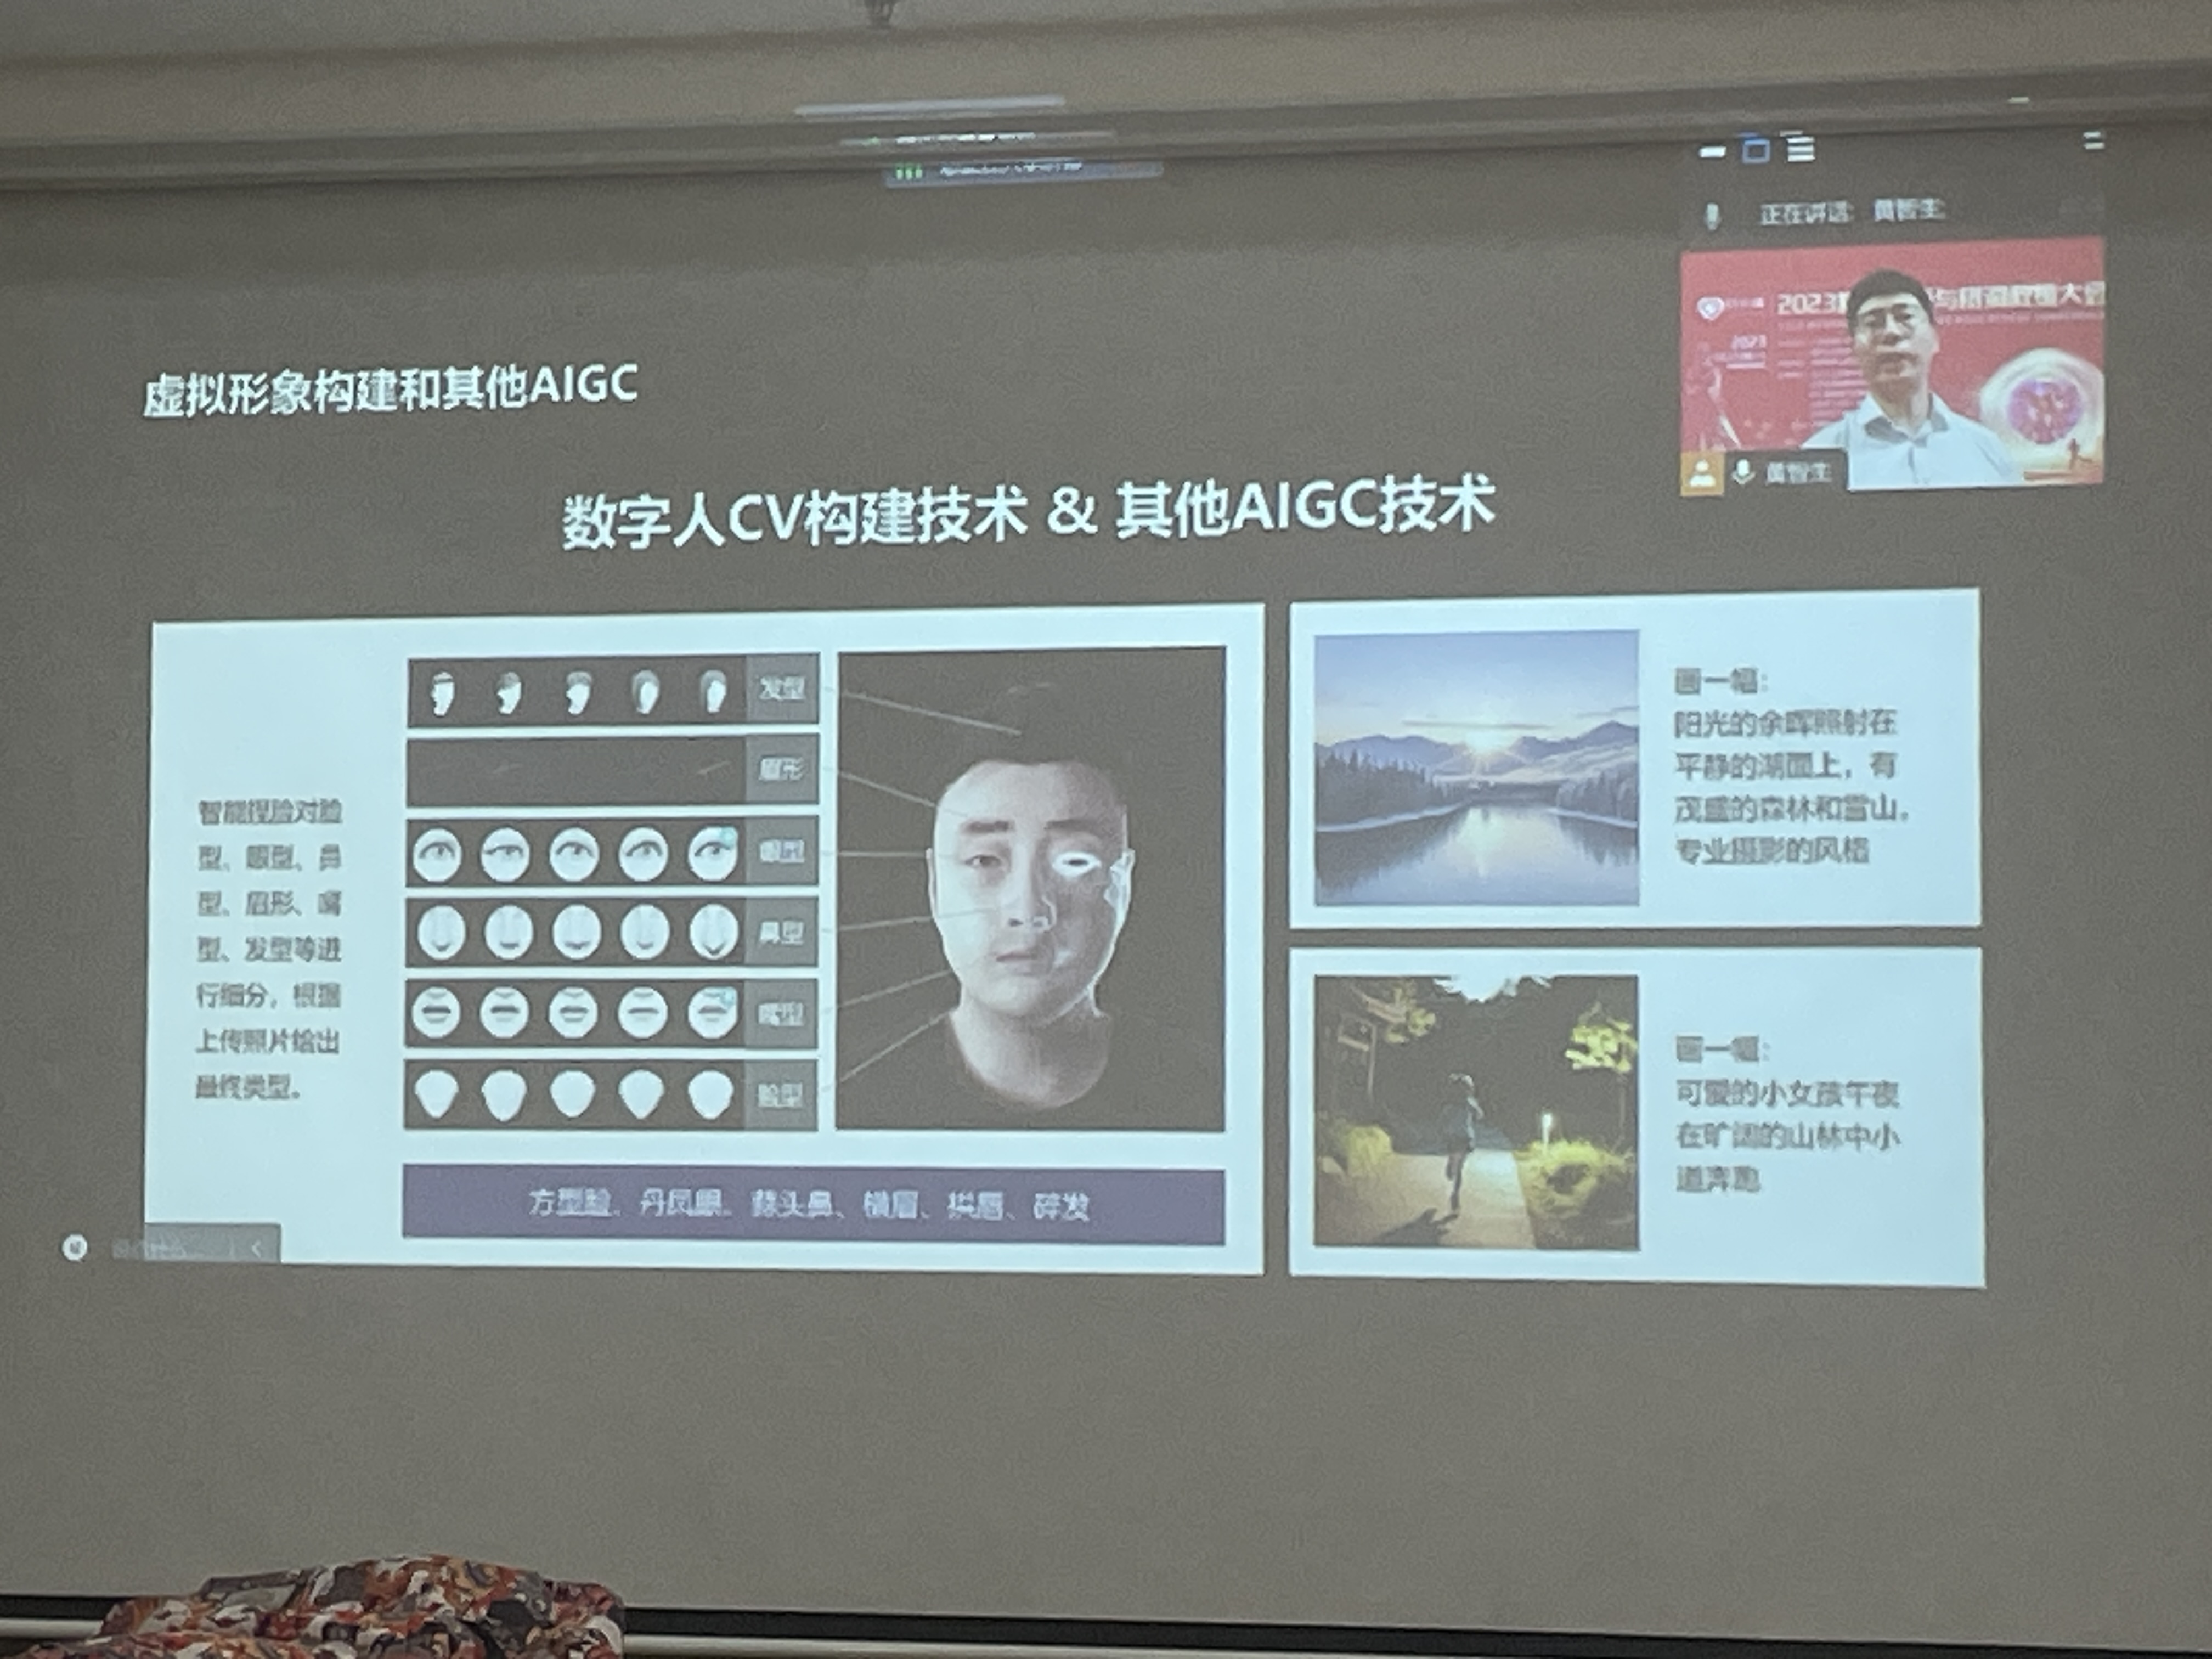 正在讲话: 黄智生
2023
2023
黄智生
虚拟形象构建和其他AIGC
数字人CV构建技术 & 其他AIGC技术
智能捏脸对脸
型、眼型、鼻
型、眉形、嘴
型、发型等进
行细分，根据
上传照片给出
最终类型。
发型
眉形
眼型
鼻型
嘴型
脸型
方型脸、丹凤眼、蒜头鼻、横眉、拱唇、碎发
画一幅：
阳光的余晖照射在
平静的湖面上，有
茂盛的森林和雪山。
专业摄影的风格
画一幅：
可爱的小女孩午夜
在旷阔的山林中小
道奔跑